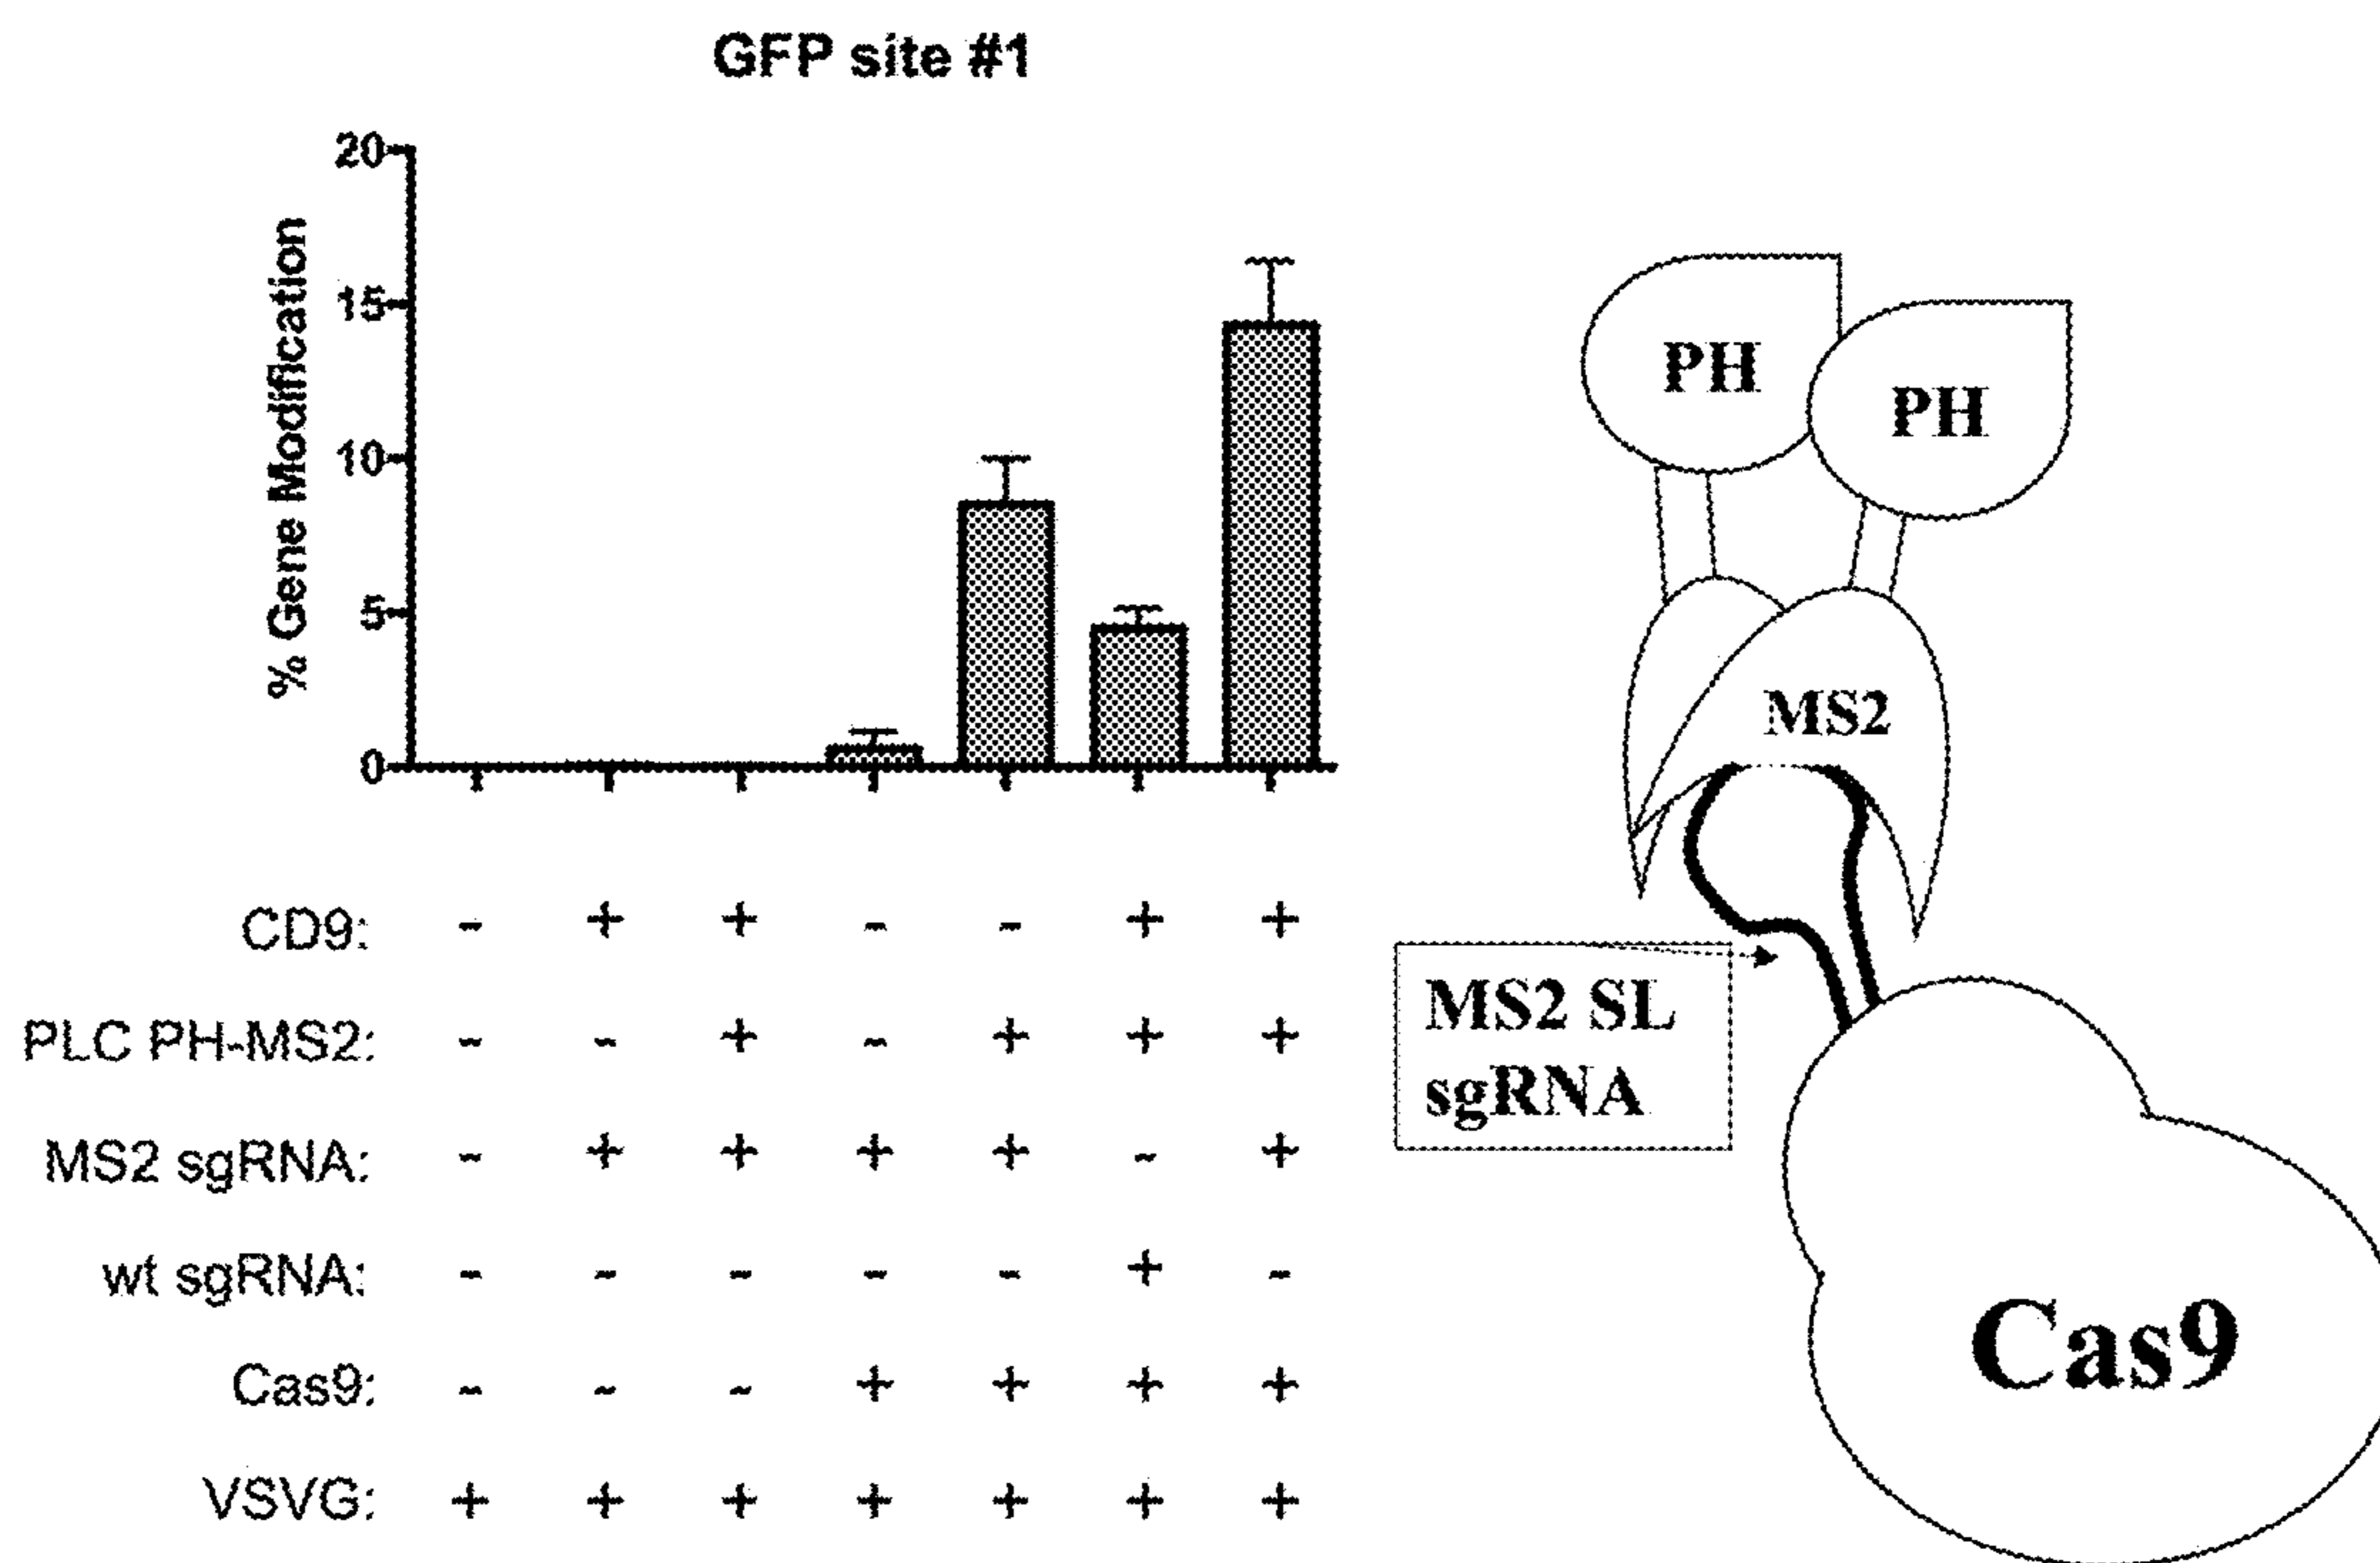 GFP site #1
% Gene Modification
20
15
10
5
0
CD9: - + + - - + +
PLC PH-MS2: - - + - + + +
MS2 sgRNA: - + + + + - +
wt sgRNA: - - - - - + -
Cas9: - - - + + + +
VSVG: + + + + + + +
PH
PH
MS2
MS2 SL
sgRNA
Cas9